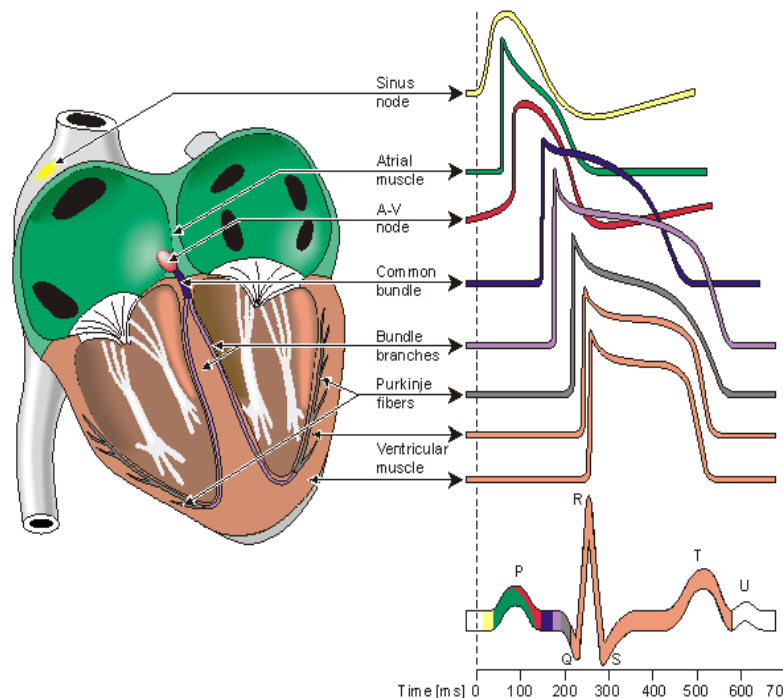 Sinus
node
Atrial
muscle
A-V
node
Common
bundle
Bundle
branches
Purkinje
fibers
Ventricular
muscle
R
P
T
U
Q
S
Time [ms] 0 100 200 300 400 500 600 70